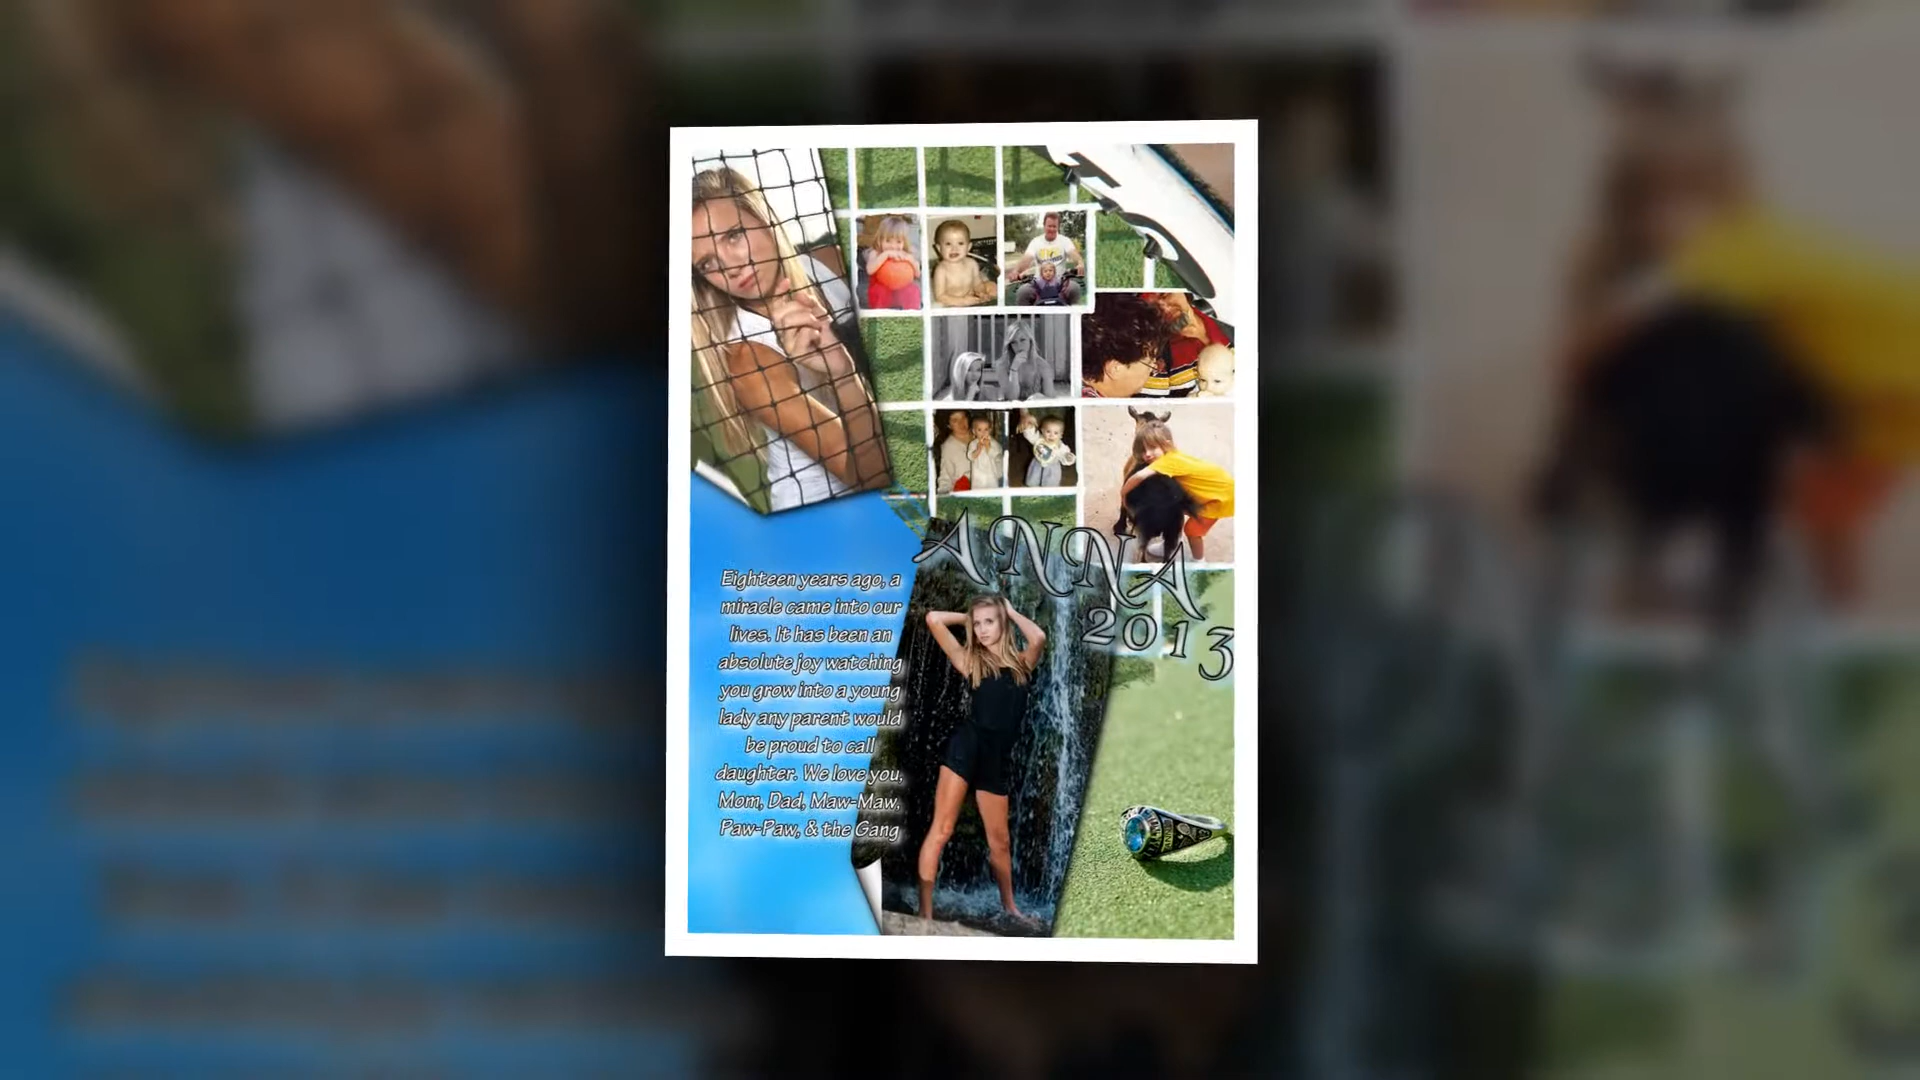 ANNA
2013
Eighteen years ago, a
miracle came into our
lives. It has been an
absolute joy watching
you grow into a young
lady any parent would
be proud to call
daughter. We love you,
Mom, Dad, Maw-Maw,
Paw-Paw, & the Gang